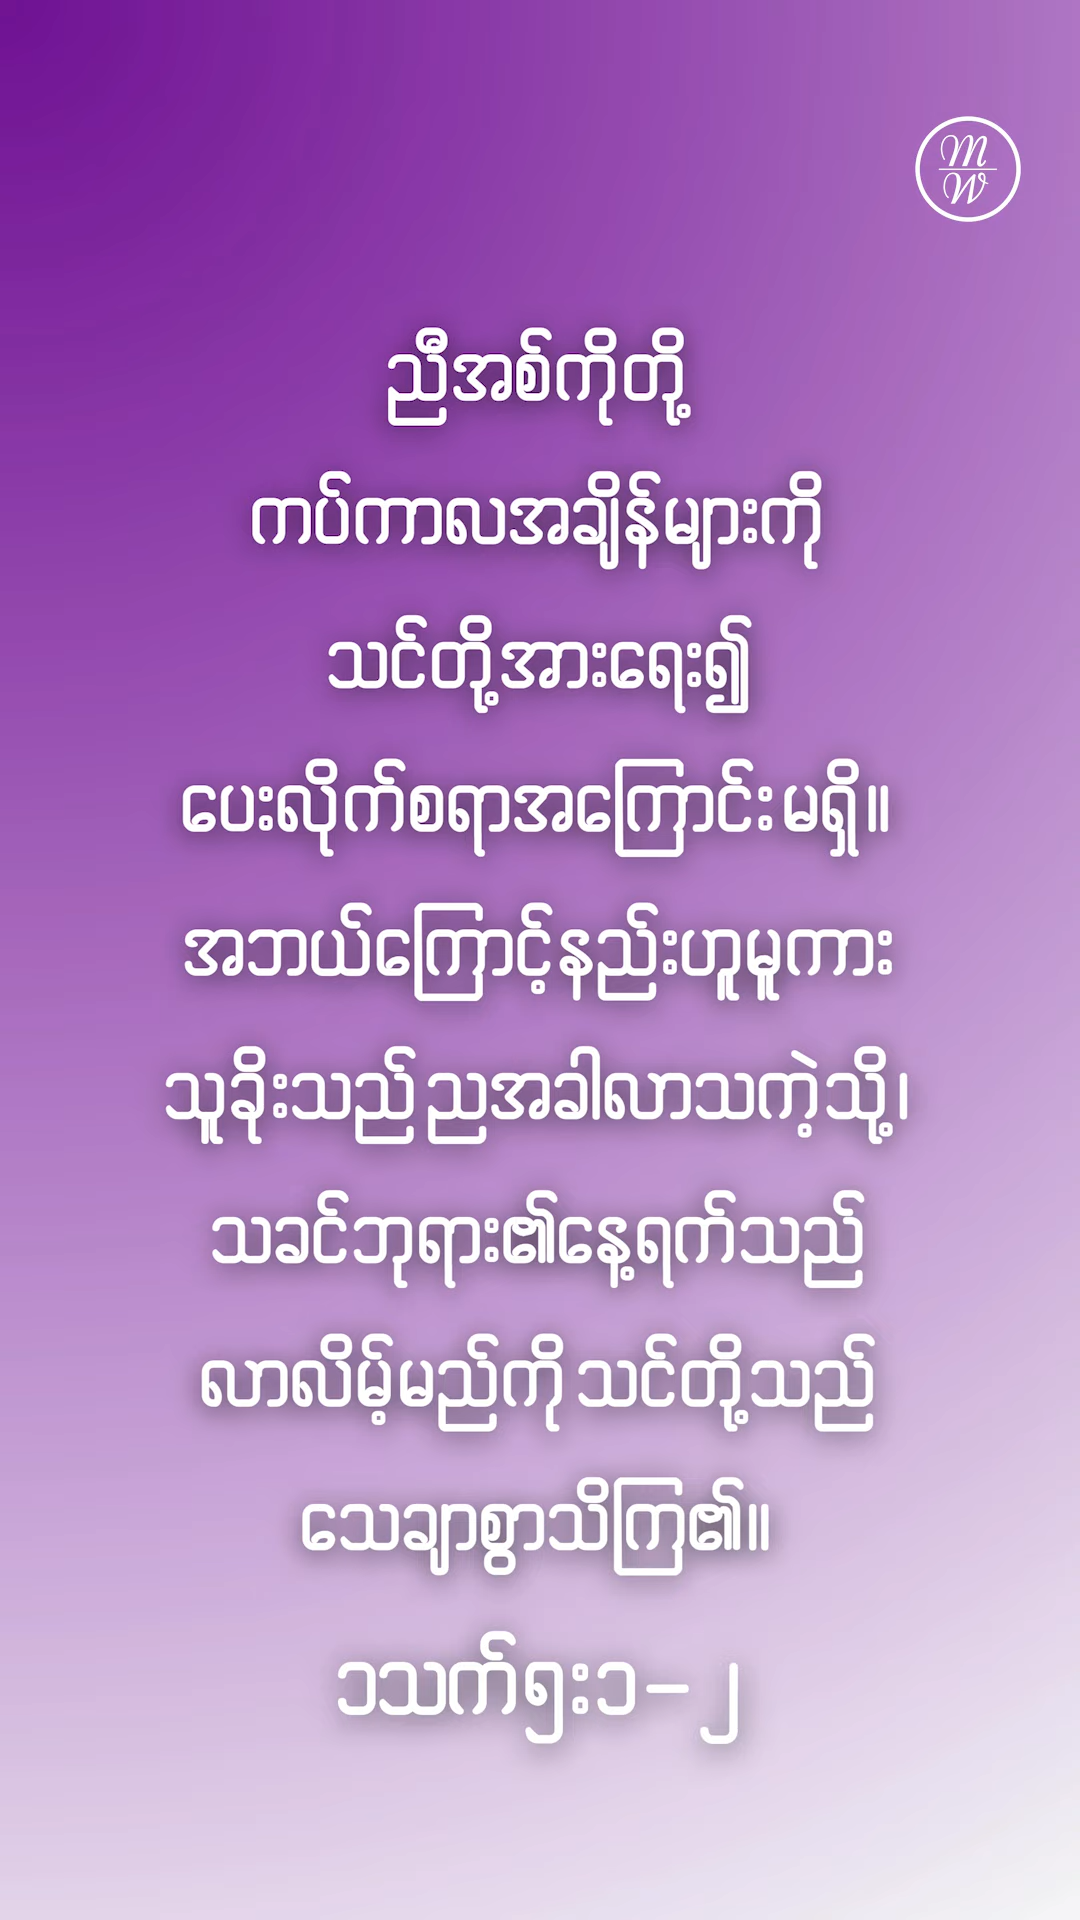 M
W
ညီအစ်ကိုတို့
ကပ်ကာလအချိန်များကို
သင်တို့အားရေး၍
ပေးလိုက်စရာအကြောင်းမရှိ။
အဘယ်ကြောင့်နည်းဟူမူကား
သူခိုးသည် ညအခါလာသကဲ့သို့၊
သခင်ဘုရား၏နေ့ရက်သည်
လာလိမ့်မည်ကို သင်တို့သည်
သေချာစွာသိကြ၏။
၁သက်၅း၁–၂